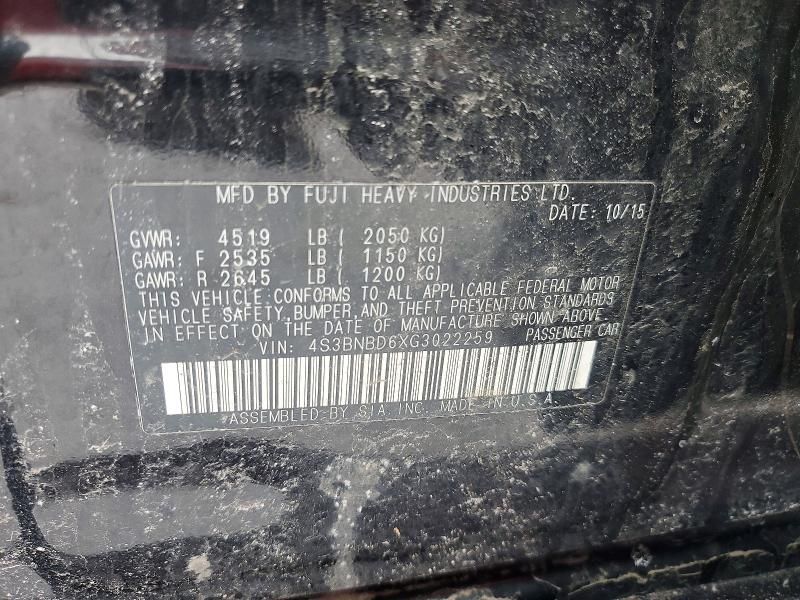 MFD BY FUJI HEAVY INDUSTRIES LTD.
DATE: 10/15
GVWR: 4519 LB ( 2050 KG)
GAWR: F 2535 LB ( 1150 KG)
GAWR: R 2645 LB ( 1200 KG)
THIS VEHICLE CONFORMS TO ALL APPLICABLE FEDERAL MOTOR
VEHICLE SAFETY, BUMPER, AND THEFT PREVENTION STANDARDS
IN EFFECT ON THE DATE OF MANUFACTURE SHOWN ABOVE.
VIN: 4S3BNBD6XG3022259 PASSENGER CAR
ASSEMBLED BY SIA, INC. MADE IN U.S.A.